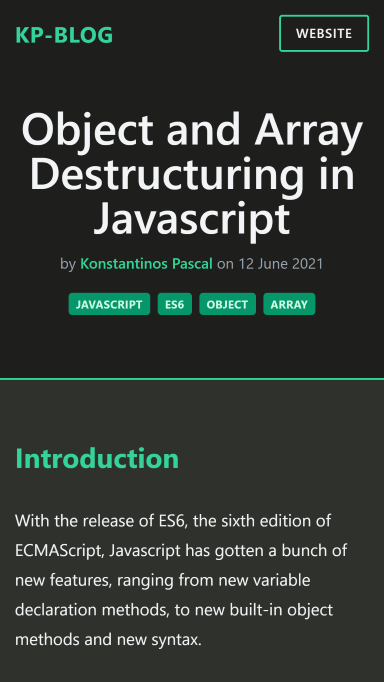 KP-BLOG
WEBSITE
Object and Array
Destructuring in
Javascript
by Konstantinos Pascal on 12 June 2021
JAVASCRIPT ES6 OBJECT ARRAY
Introduction
With the release of ES6, the sixth edition of
ECMAScript, Javascript has gotten a bunch of
new features, ranging from new variable
declaration methods, to new built-in object
methods and new syntax.